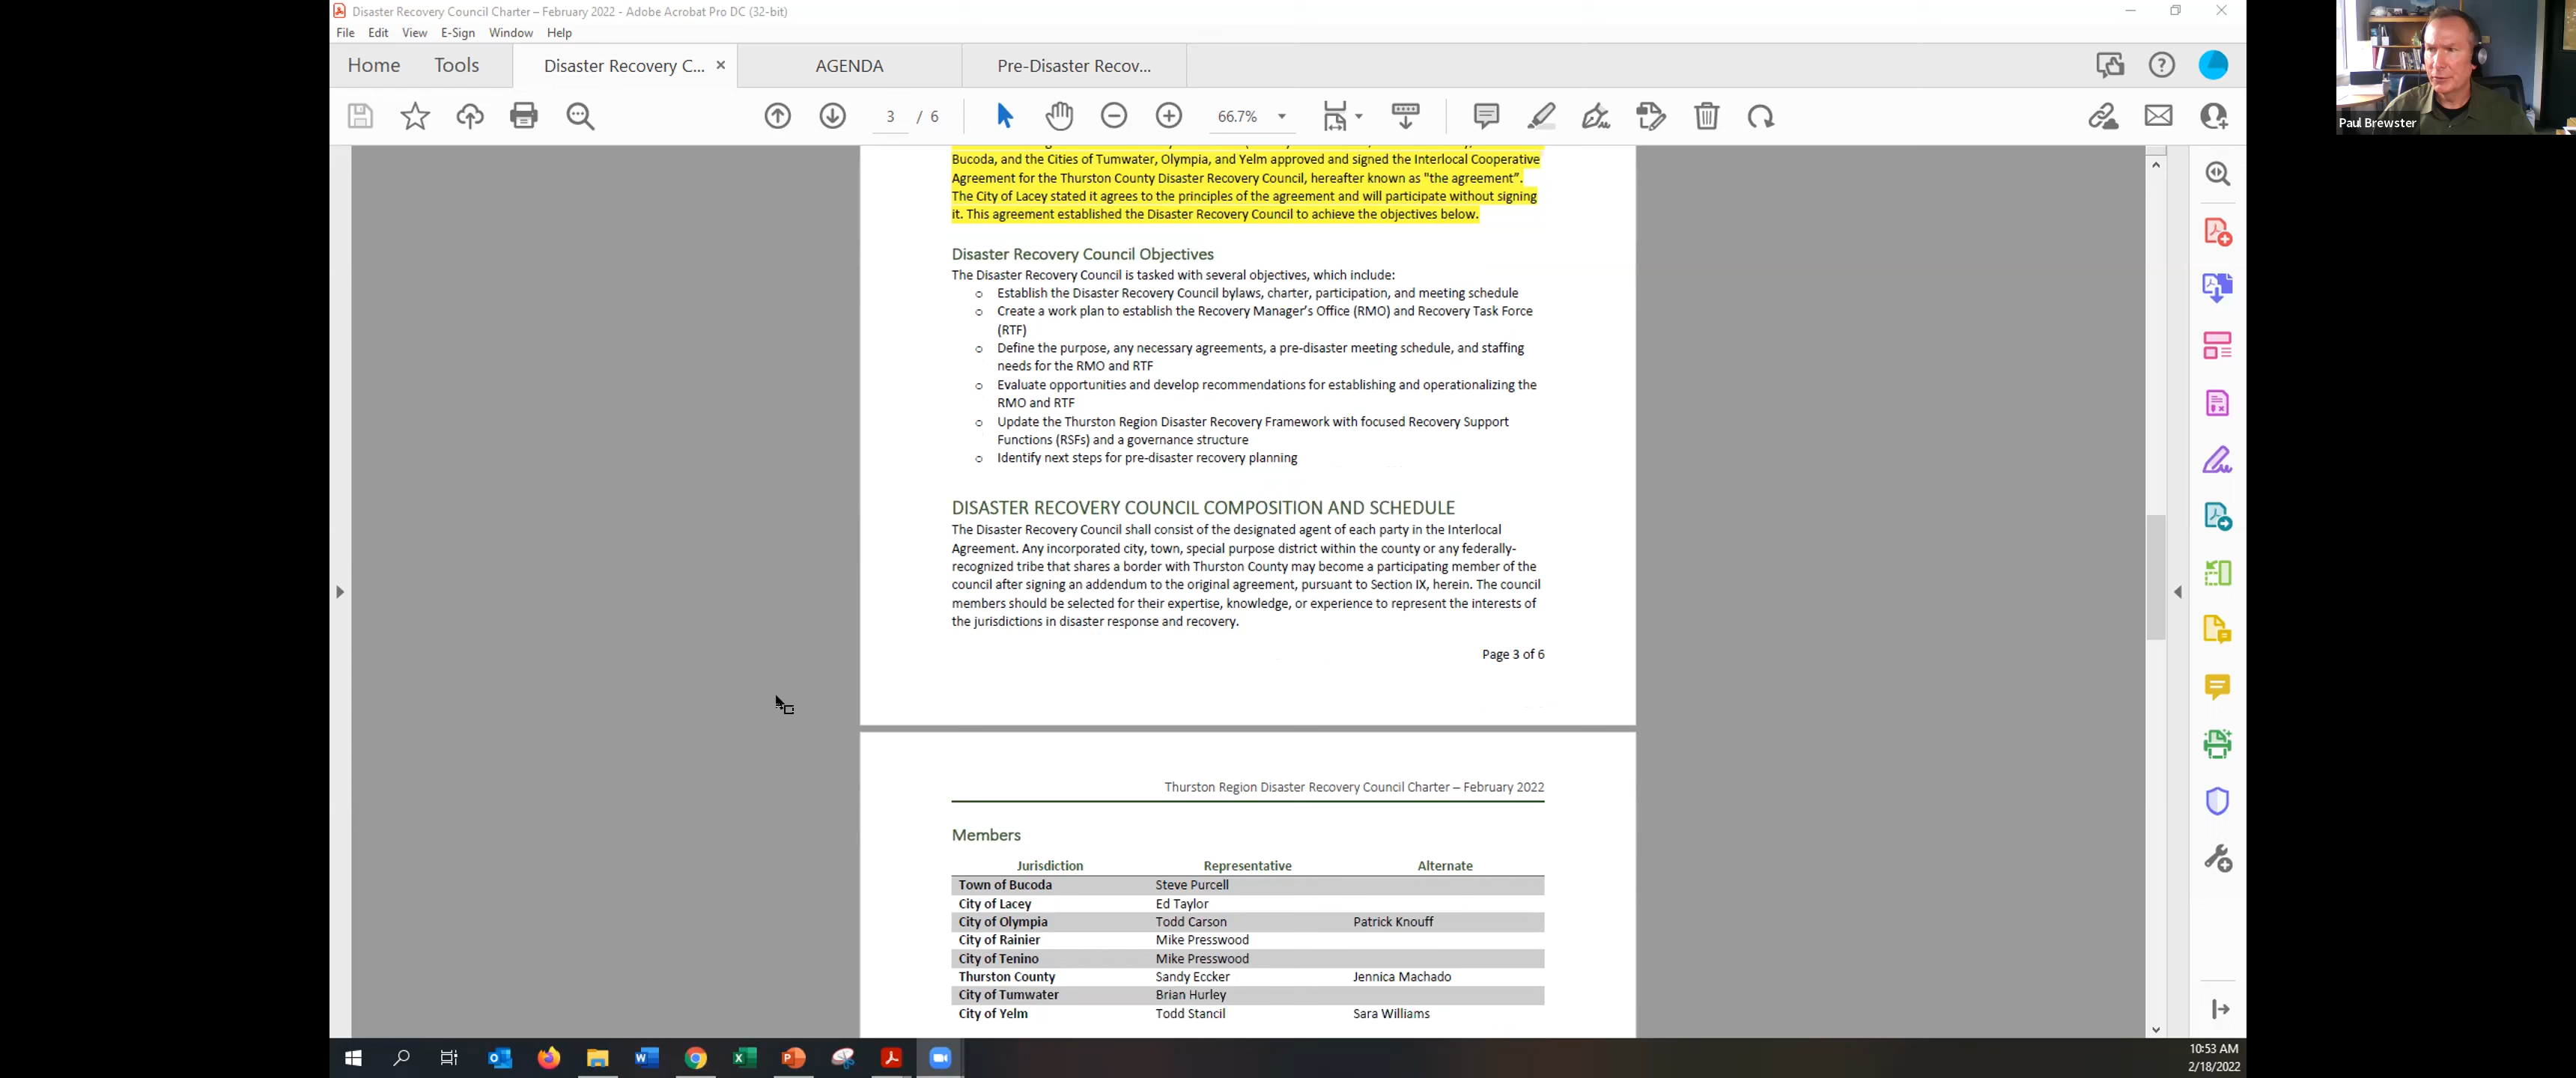 Disaster Recovery Council Charter – February 2022 - Adobe Acrobat Pro DC (32-bit)
File Edit View E-Sign Window Help
Home Tools Disaster Recovery C... × AGENDA Pre-Disaster Recov...
3 / 6 66.7%
Paul Brewster
Bucoda, and the Cities of Tumwater, Olympia, and Yelm approved and signed the Interlocal Cooperative
Agreement for the Thurston County Disaster Recovery Council, hereafter known as "the agreement”.
The City of Lacey stated it agrees to the principles of the agreement and will participate without signing
it. This agreement established the Disaster Recovery Council to achieve the objectives below.
Disaster Recovery Council Objectives
The Disaster Recovery Council is tasked with several objectives, which include:
o Establish the Disaster Recovery Council bylaws, charter, participation, and meeting schedule
o Create a work plan to establish the Recovery Manager’s Office (RMO) and Recovery Task Force
(RTF)
o Define the purpose, any necessary agreements, a pre-disaster meeting schedule, and staffing
needs for the RMO and RTF
o Evaluate opportunities and develop recommendations for establishing and operationalizing the
RMO and RTF
o Update the Thurston Region Disaster Recovery Framework with focused Recovery Support
Functions (RSFs) and a governance structure
o Identify next steps for pre-disaster recovery planning
DISASTER RECOVERY COUNCIL COMPOSITION AND SCHEDULE
The Disaster Recovery Council shall consist of the designated agent of each party in the Interlocal
Agreement. Any incorporated city, town, special purpose district within the county or any federally-
recognized tribe that shares a border with Thurston County may become a participating member of the
council after signing an addendum to the original agreement, pursuant to Section IX, herein. The council
members should be selected for their expertise, knowledge, or experience to represent the interests of
the jurisdictions in disaster response and recovery.
Page 3 of 6
Thurston Region Disaster Recovery Council Charter – February 2022
Members
Jurisdiction Representative Alternate
Town of Bucoda Steve Purcell
City of Lacey Ed Taylor
City of Olympia Todd Carson Patrick Knouff
City of Rainier Mike Presswood
City of Tenino Mike Presswood
Thurston County Sandy Eccker Jennica Machado
City of Tumwater Brian Hurley
City of Yelm Todd Stancil Sara Williams
10:53 AM
2/18/2022